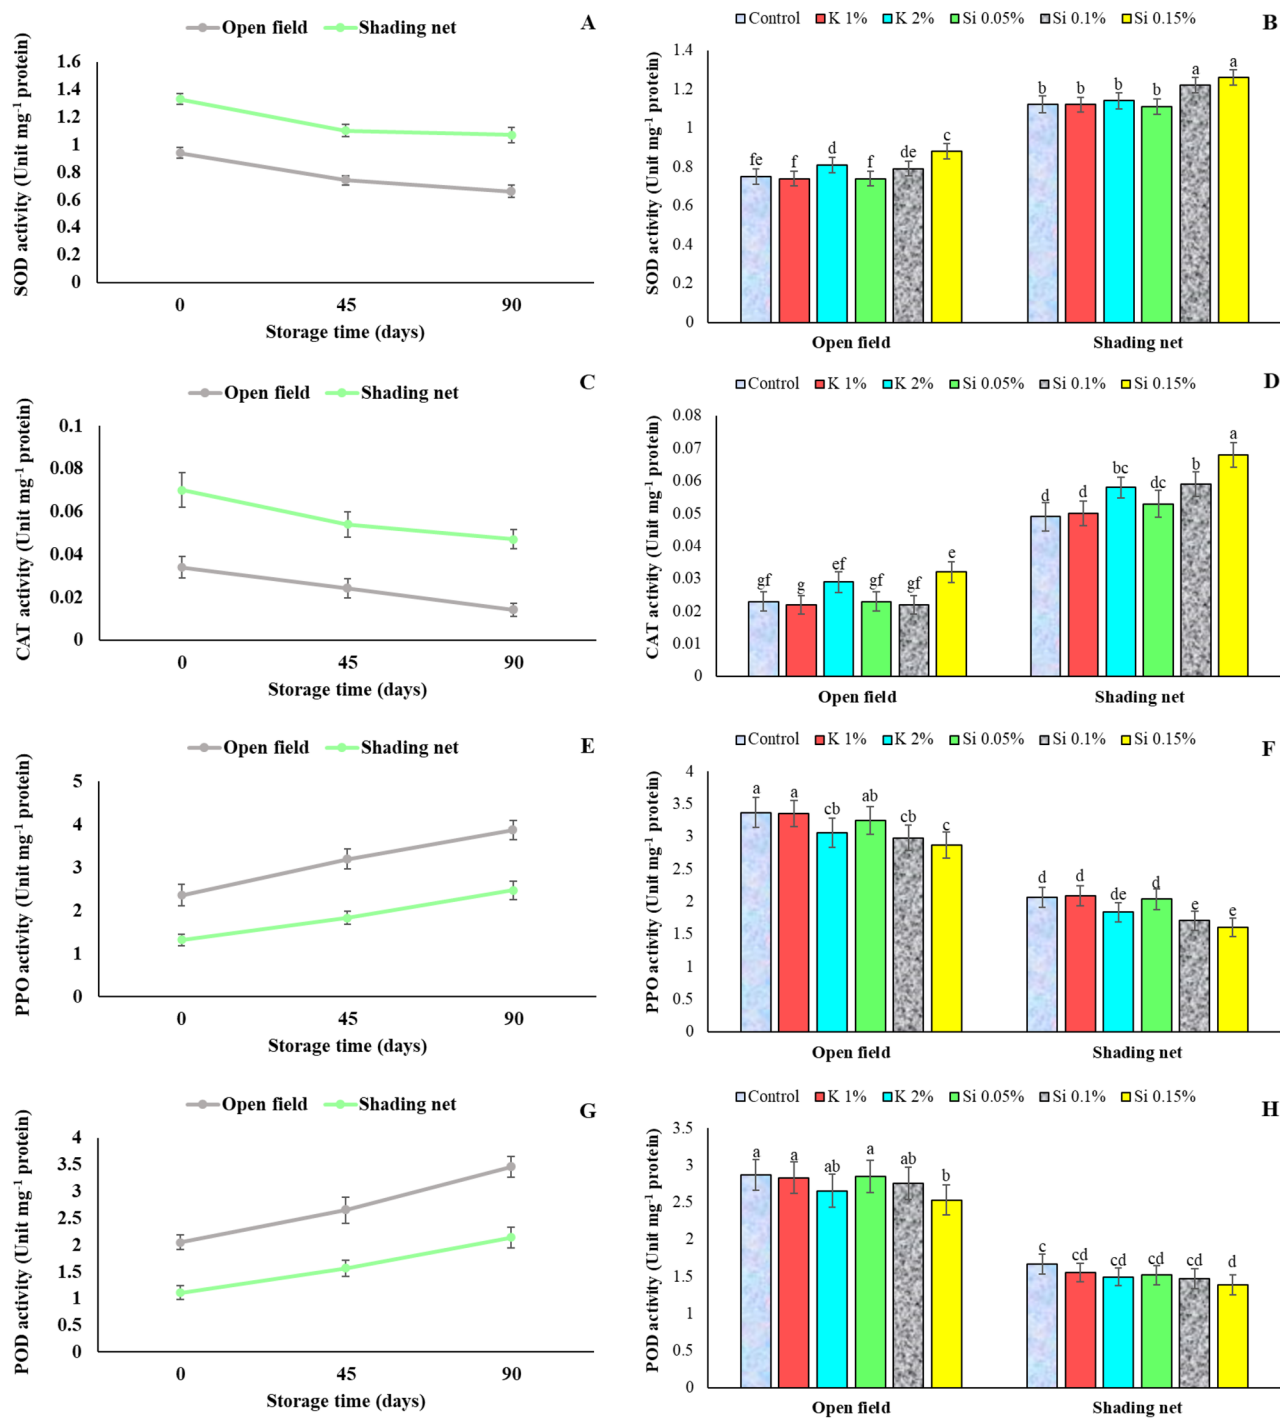 Open field Shading net A
SOD activity (Unit mg-1 protein)
1.6
1.4
1.2
1
0.8
0.6
0.4
0.2
0
0 45 90
Storage time (days)
Control K 1% K 2% Si 0.05% Si 0.1% Si 0.15% B
SOD activity (Unit mg-1 protein)
1.4
1.2
1
0.8
0.6
0.4
0.2
0
fe f d f de c b b b b a a
Open field Shading net
Open field Shading net C
CAT activity (Unit mg-1 protein)
0.1
0.08
0.06
0.04
0.02
0
0 45 90
Storage time (days)
Control K 1% K 2% Si 0.05% Si 0.1% Si 0.15% D
CAT activity (Unit mg-1 protein)
0.08
0.07
0.06
0.05
0.04
0.03
0.02
0.01
0
gf g ef gf gf e d d bc dc b a
Open field Shading net
Open field Shading net E
PPO activity (Unit mg-1 protein)
5
4
3
2
1
0
0 45 90
Storage time (days)
Control K 1% K 2% Si 0.05% Si 0.1% Si 0.15% F
PPO activity (Unit mg-1 protein)
4
3.5
3
2.5
2
1.5
1
0.5
0
a a cb ab cb c d d de d e e
Open field Shading net
Open field Shading net G
POD activity (Unit mg-1 protein)
4
3.5
3
2.5
2
1.5
1
0.5
0
0 45 90
Storage time (days)
Control K 1% K 2% Si 0.05% Si 0.1% Si 0.15% H
POD activity (Unit mg-1 protein)
3.5
3
2.5
2
1.5
1
0.5
0
a a ab a ab b c cd cd cd cd d
Open field Shading net